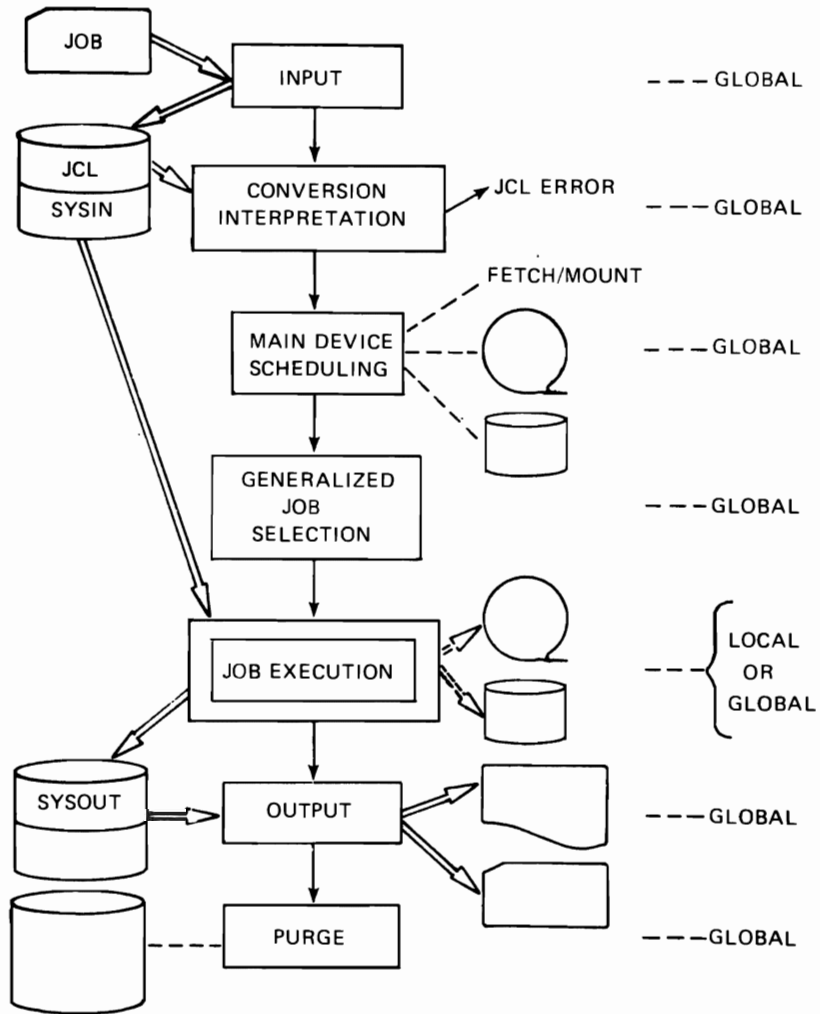 JOB
INPUT
GLOBAL
JCL
SYSIN
CONVERSION
INTERPRETATION
JCL ERROR
GLOBAL
FETCH/MOUNT
MAIN DEVICE
SCHEDULING
GLOBAL
GENERALIZED
JOB
SELECTION
GLOBAL
JOB EXECUTION
LOCAL
OR
GLOBAL
SYSOUT
OUTPUT
GLOBAL
PURGE
GLOBAL